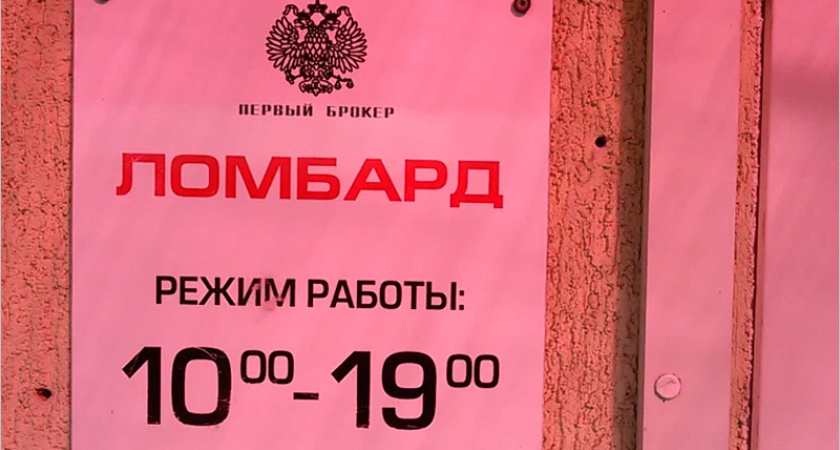 ПЕРВЫЙ БРОКЕР
ЛОМБАРД
РЕЖИМ РАБОТЫ:
10⁰⁰-19⁰⁰